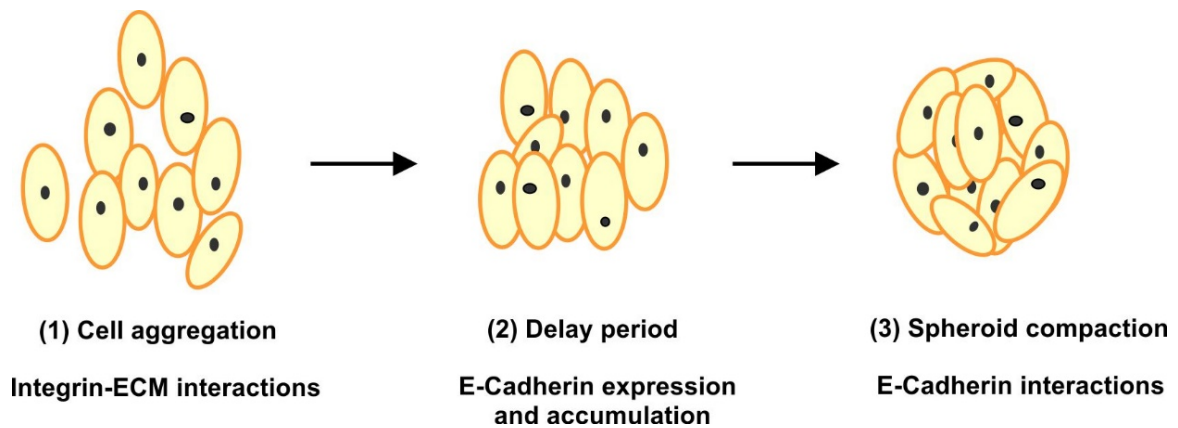 (1) Cell aggregation
Integrin-ECM interactions
(2) Delay period
E-Cadherin expression
and accumulation
(3) Spheroid compaction
E-Cadherin interactions